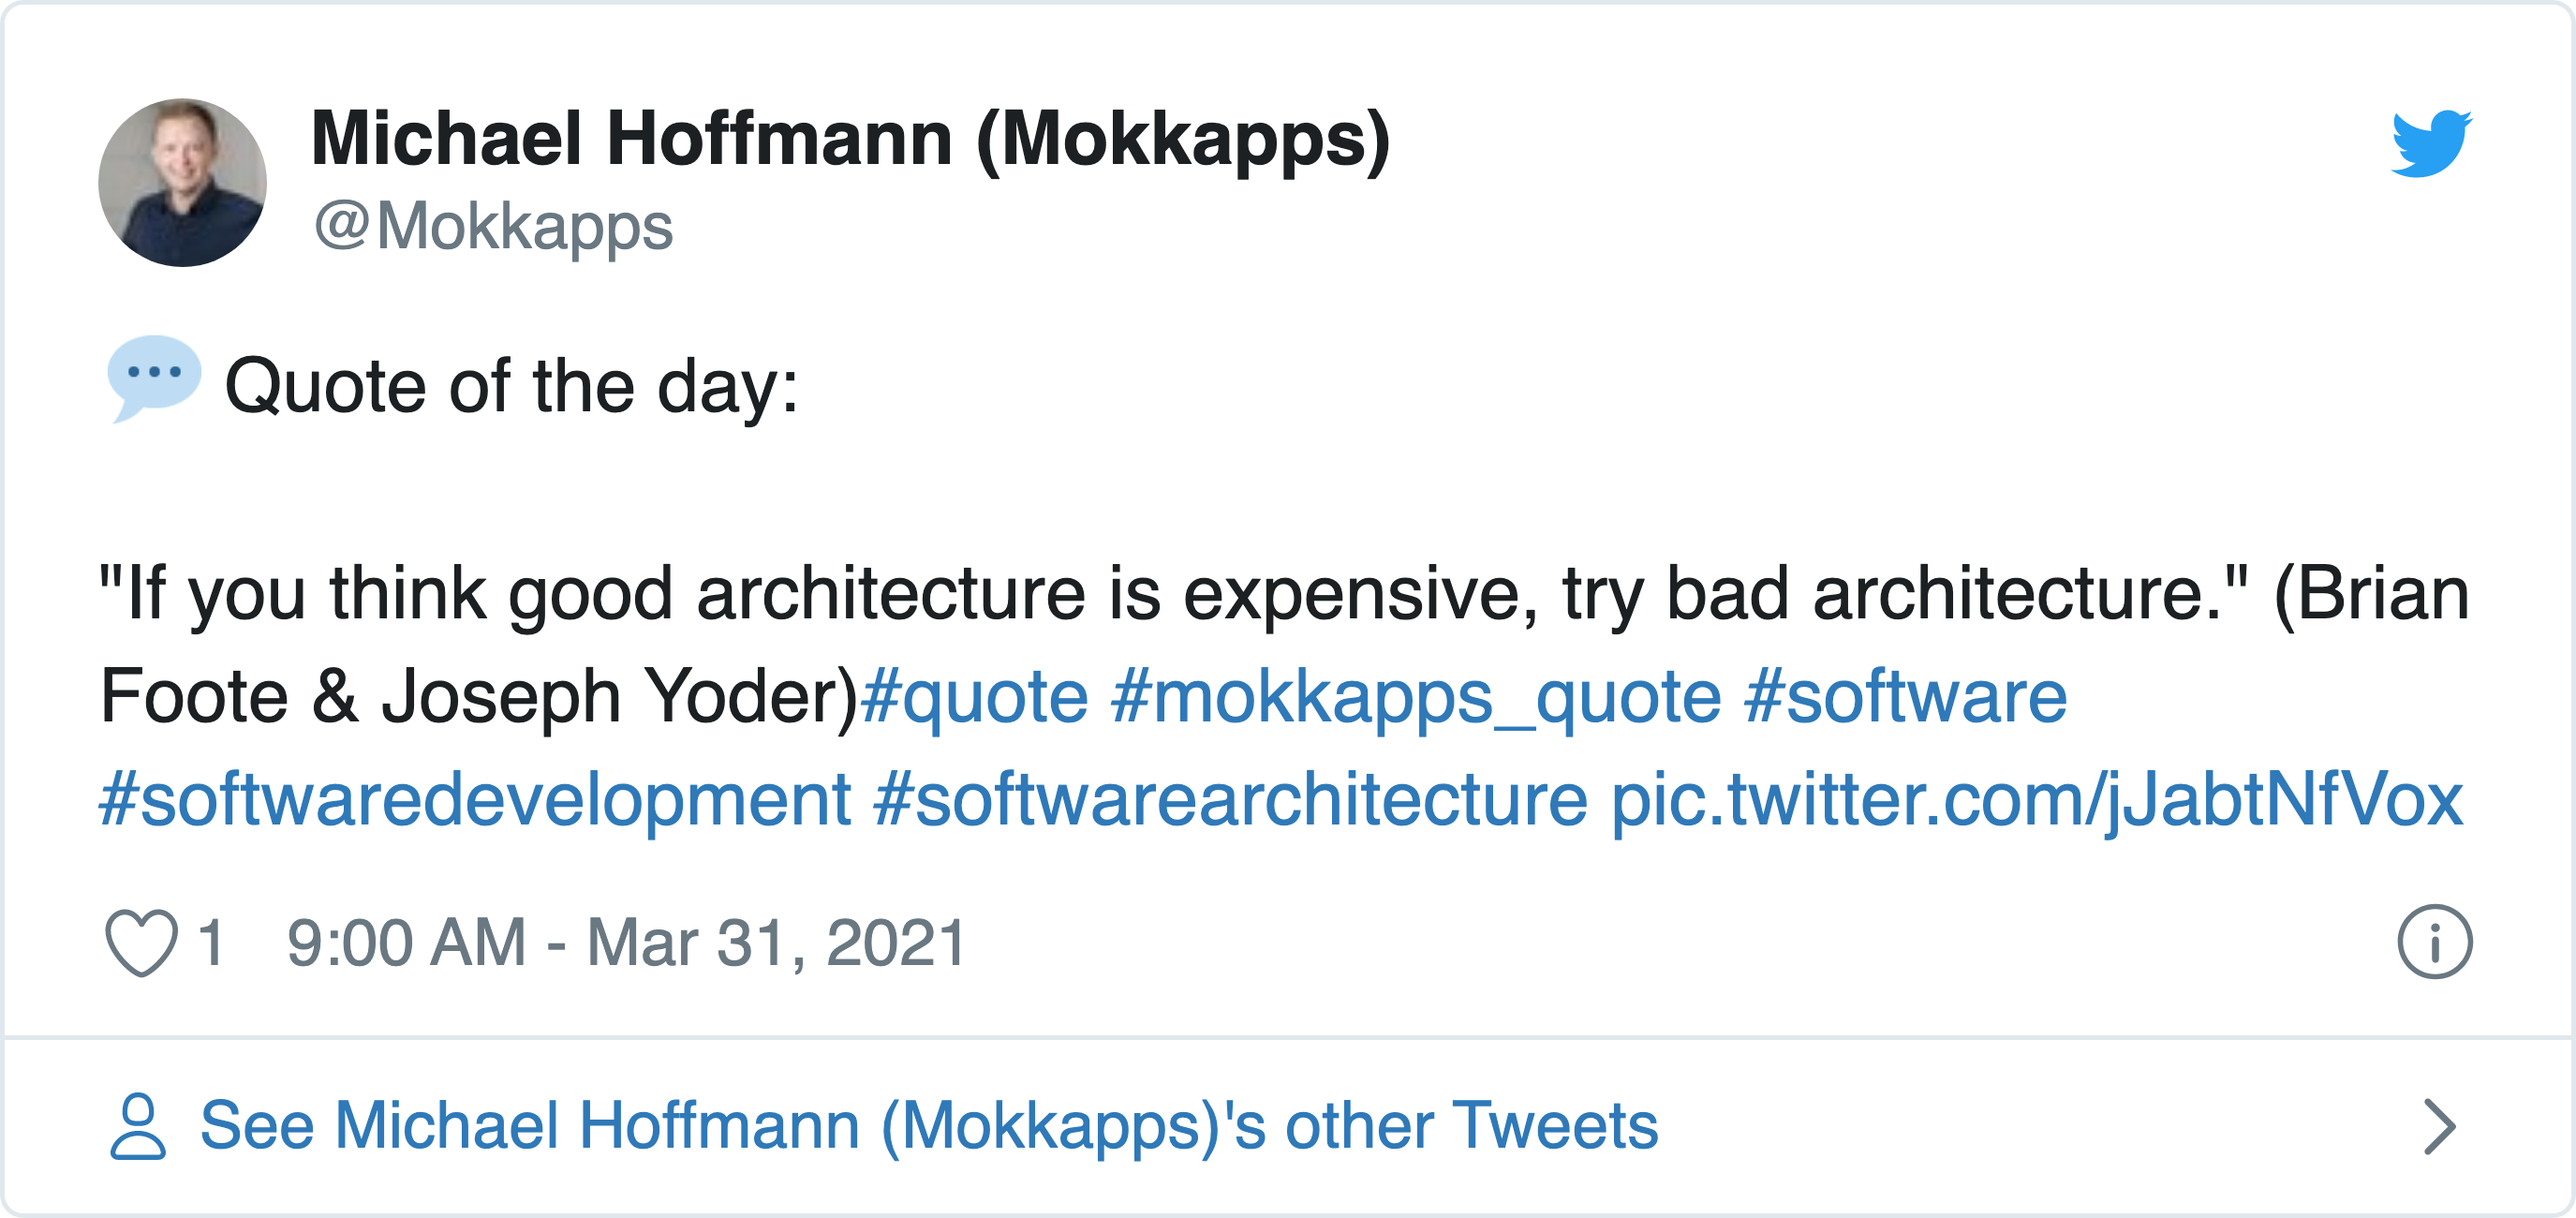 Michael Hoffmann (Mokkapps)
@Mokkapps
💬 Quote of the day:
"If you think good architecture is expensive, try bad architecture." (Brian
Foote & Joseph Yoder)#quote #mokkapps_quote #software
#softwaredevelopment #softwarearchitecture pic.twitter.com/jJabtNfVox
1 9:00 AM - Mar 31, 2021
See Michael Hoffmann (Mokkapps)'s other Tweets